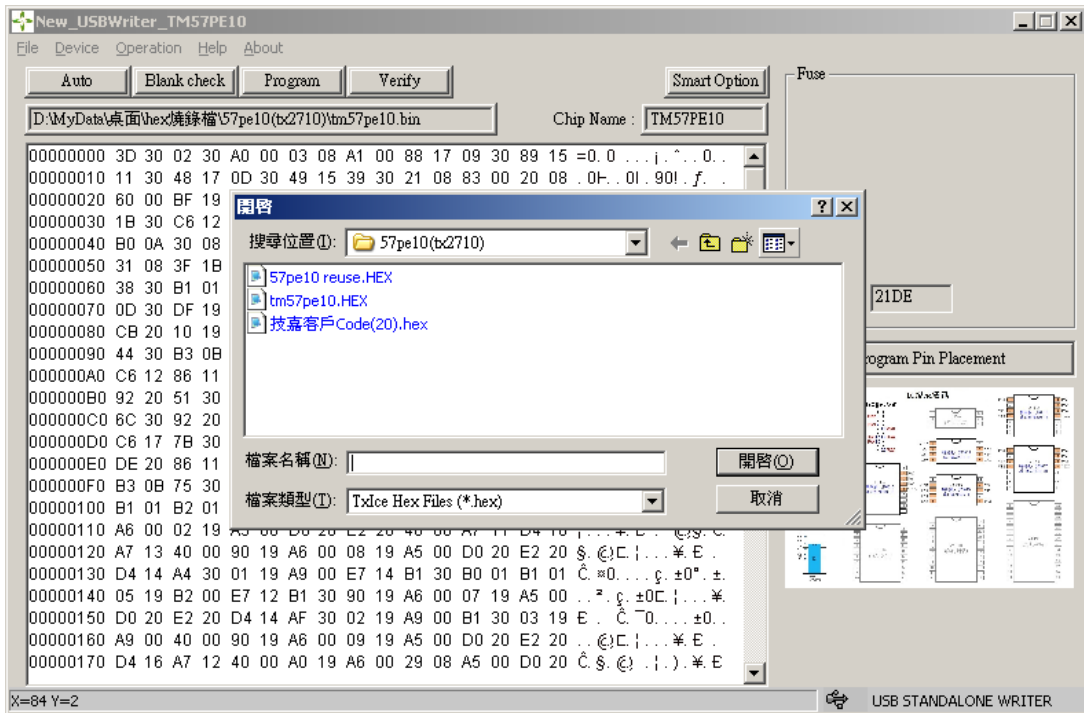 New_USBWriter_TM57PE10
File Device Operation Help About
Auto Blank check Program Verify Smart Option
Fuse
D:\MyData\桌面\hex燒錄檔\57pe10(tx2710)\tm57pe10.bin Chip Name : TM57PE10
00000000 3D 30 02 30 A0 00 03 08 A1 00 88 17 09 30 89 15 =0.0 ...¡.ˆ..0..
00000010 11 30 48 17 0D 30 49 15 39 30 21 08 83 00 20 08 .0H..0I.90!.ƒ. .
00000020 60 00 BF 19
開啓
00000030 1B 30 C6 12
搜尋位置(I): 57pe10(tx2710)
00000040 B0 0A 30 08
00000050 31 08 3F 1B
57pe10 reuse.HEX
00000060 38 30 B1 01
tm57pe10.HEX
21DE
00000070 0D 30 DF 19
技嘉客戶Code(20).hex
00000080 CB 20 10 19
00000090 44 30 B3 0B
rogram Pin Placement
000000A0 C6 12 86 11
000000B0 92 20 51 30
000000C0 6C 30 92 20
000000D0 C6 17 7B 30
000000E0 DE 20 86 11
檔案名稱(N): 開啓(O)
000000F0 B3 0B 75 30
00000100 B1 01 B2 01
檔案類型(T): TxIce Hex Files (*.hex) 取消
00000110 A6 00 02 19
00000120 A7 13 40 00 90 19 A6 00 08 19 A5 00 D0 20 E2 20
00000130 D4 14 A4 30 01 19 A9 00 E7 14 B1 30 B0 01 B1 01
00000140 05 19 B2 00 E7 12 B1 30 90 19 A6 00 07 19 A5 00
00000150 D0 20 E2 20 D4 14 AF 30 02 19 A9 00 B1 30 03 19
00000160 A9 00 40 00 90 19 A6 00 09 19 A5 00 D0 20 E2 20
00000170 D4 16 A7 12 40 00 A0 19 A6 00 29 08 A5 00 D0 20
X=84 Y=2 USB STANDALONE WRITER